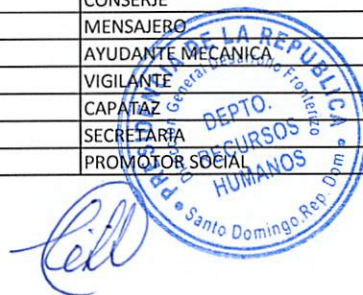 CONSERJE
MENSAJERO
AYUDANTE MECANICA
VIGILANTE
CAPATAZ
SECRETARIA
PROMOTOR SOCIAL
PRESIDENCIA DE LA REPUBLICA
Dirección General Desarrollo Fronterizo
DEPTO.
RECURSOS
HUMANOS
Santo Domingo, Rep. Dom.